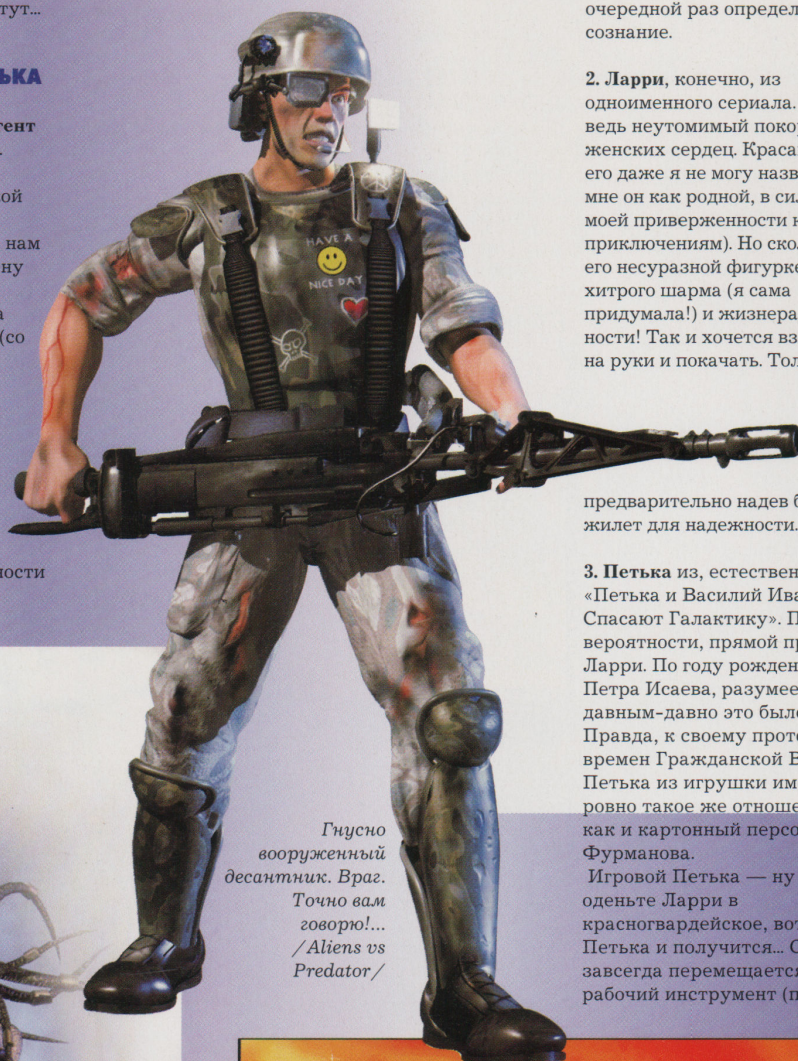 тут...
ЬКА
гент
ой
нам
ну
а
(со
ности
HAVE A
NICE DAY
Гнусно
вооруженный
десантник. Враг.
Точно вам
говорю!...
/Aliens vs
Predator/
очередной раз определ
сознание.
2. Ларри, конечно, из
одноименного сериала.
ведь неутомимый поко
женских сердец. Краса
его даже я не могу назв
мне он как родной, в си
моей приверженности
приключениям). Но ско
его несуразной фигурке
хитрого шарма (я сама
придумала!) и жизнера
ности! Так и хочется вз
на руки и покачать. Тол
предварительно надев б
жилет для надежности.
3. Петька из, естествен
«Петька и Василий Ива
Спасают Галактику». П
вероятности, прямой п
Ларри. По году рожден
Петра Исаева, разумее
давным-давно это был
Правда, к своему прото
времен Гражданской В
Петька из игрушки им
ровно такое же отноше
как и картонный персо
Фурманова.
Игровой Петька — ну
оденьте Ларри в
красногвардейское, вот
Петька и получится... С
завсегда перемещается
рабочий инструмент (п